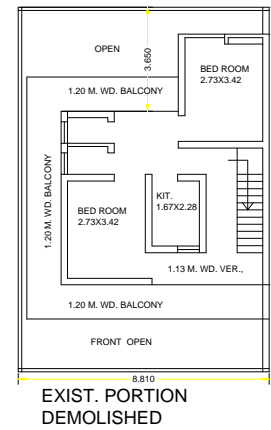 OPEN
3.650
BED ROOM
2.73X3.42
1.20 M. WD. BALCONY
1.20 M. WD. BALCONY
KIT.
1.67X2.28
BED ROOM
2.73X3.42
1.13 M. WD. VER.,
1.20 M. WD. BALCONY
FRONT OPEN
8.810
EXIST. PORTION
DEMOLISHED